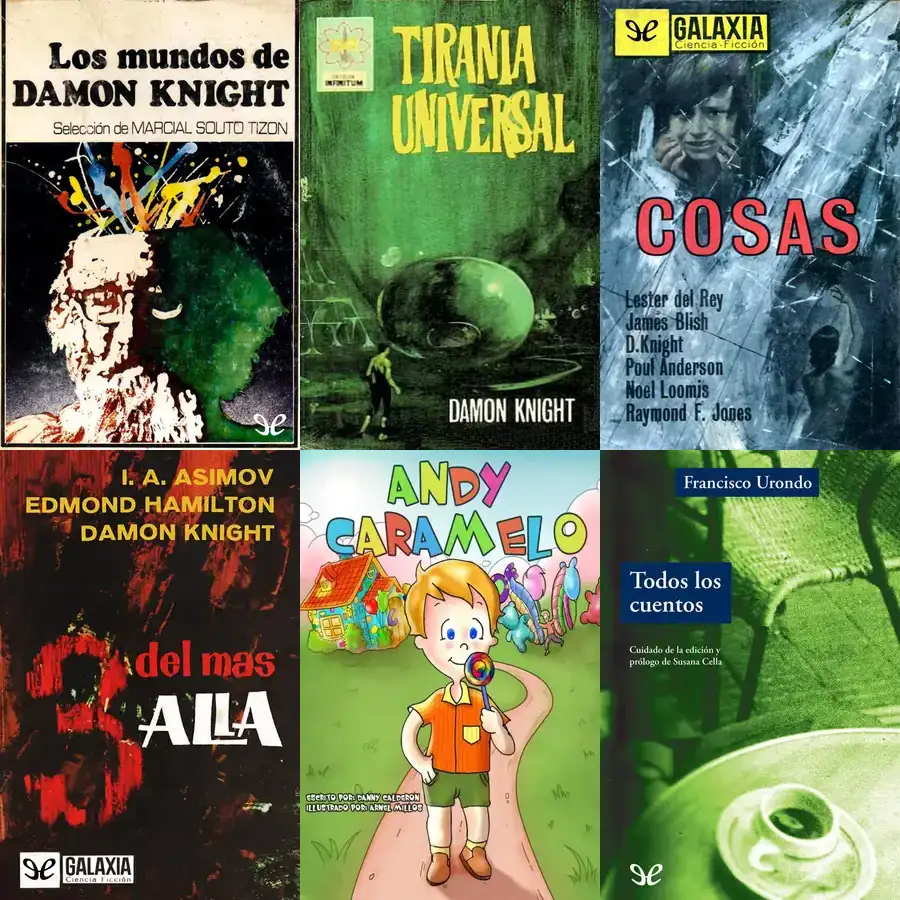 Los mundos de
DAMON KNIGHT
Selección de MARCIAL SOUTO TIZON
TIRANIA
UNIVERSAL
INFINITUM
DAMON KNIGHT
GALAXIA
Ciencia-Ficción
COSAS
Lester del Rey
James Blish
D.Knight
Poul Anderson
Noel Loomis
Raymond F. Jones
I. A. ASIMOV
EDMOND HAMILTON
DAMON KNIGHT
3 del mas
ALLA
GALAXIA
Ciencia-Ficción
ANDY
CARAMELO
ESCRITO POR: DANNY CALDERON
ILLUSTRADO POR: ARNEL MILLOS
Francisco Urondo
Todos los
cuentos
Cuidado de la edición y
prólogo de Susana Cella